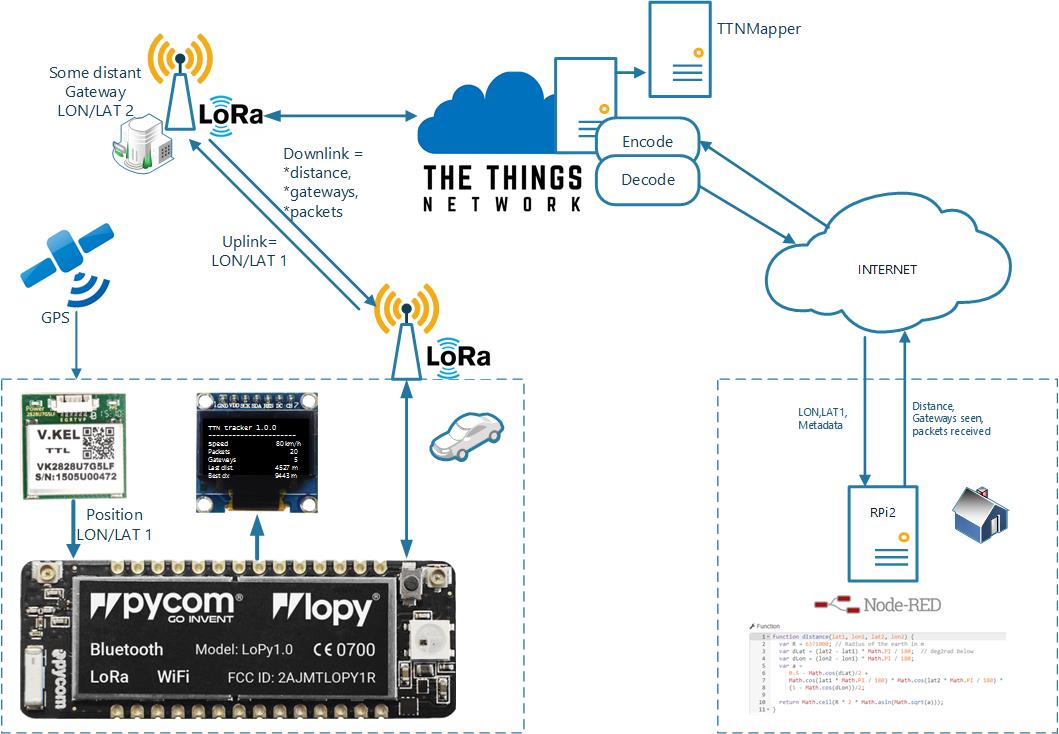 TTNMapper
Some distant
Gateway
LON/LAT 2
LoRa
Encode
Decode
THE THINGS
NETWORK
Downlink =
*distance,
*gateways,
*packets
Uplink=
LON/LAT 1
INTERNET
GPS
LoRa
Power
V.KEL
TTL
VK2828U7G5LF
S/N:1505U00472
GND VDD SCK SDA RES DC CS
TTN tracker 1.0.0
Speed 80 km/h
Packets 20
Gateways 5
Last dist. 4527 m
Best dx 9443 m
Position
LON/LAT 1
pycom®
GO INVENT
lopy®
Bluetooth
Model: LoPy1.0
CE0700
LoRa
WiFi
FCC ID: 2AJMTLOPY1R
pycom
LON,LAT1,
Metadata
Distance,
Gateways seen,
packets received
RPi2
Node-RED
Function
1 function distance(lat1, lon1, lat2, lon2) {
2 var R = 6371000; // Radius of the earth in m
3 var dLat = (lat2 - lat1) * Math.PI / 180; // deg2rad below
4 var dLon = (lon2 - lon1) * Math.PI / 180;
5 var a =
6 0.5 - Math.cos(dLat)/2 +
7 Math.cos(lat1 * Math.PI / 180) * Math.cos(lat2 * Math.PI / 180) *
8 (1 - Math.cos(dLon))/2;
9
10 return Math.ceil(R * 2 * Math.asin(Math.sqrt(a)));
11 }